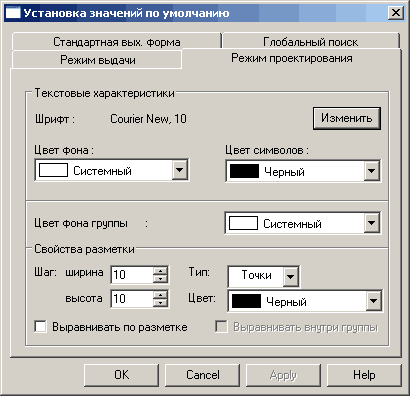 Установка значений по умолчанию
Стандартная вых. форма Глобальный поиск
Режим выдачи Режим проектирования
Текстовые характеристики
Шрифт : Courier New, 10 Изменить
Цвет фона : Цвет символов :
Системный Черный
Цвет фона группы : Системный
Свойства разметки
Шаг: ширина 10 Тип: Точки
высота 10 Цвет: Черный
Выравнивать по разметке Выравнивать внутри группы
OK Cancel Apply Help